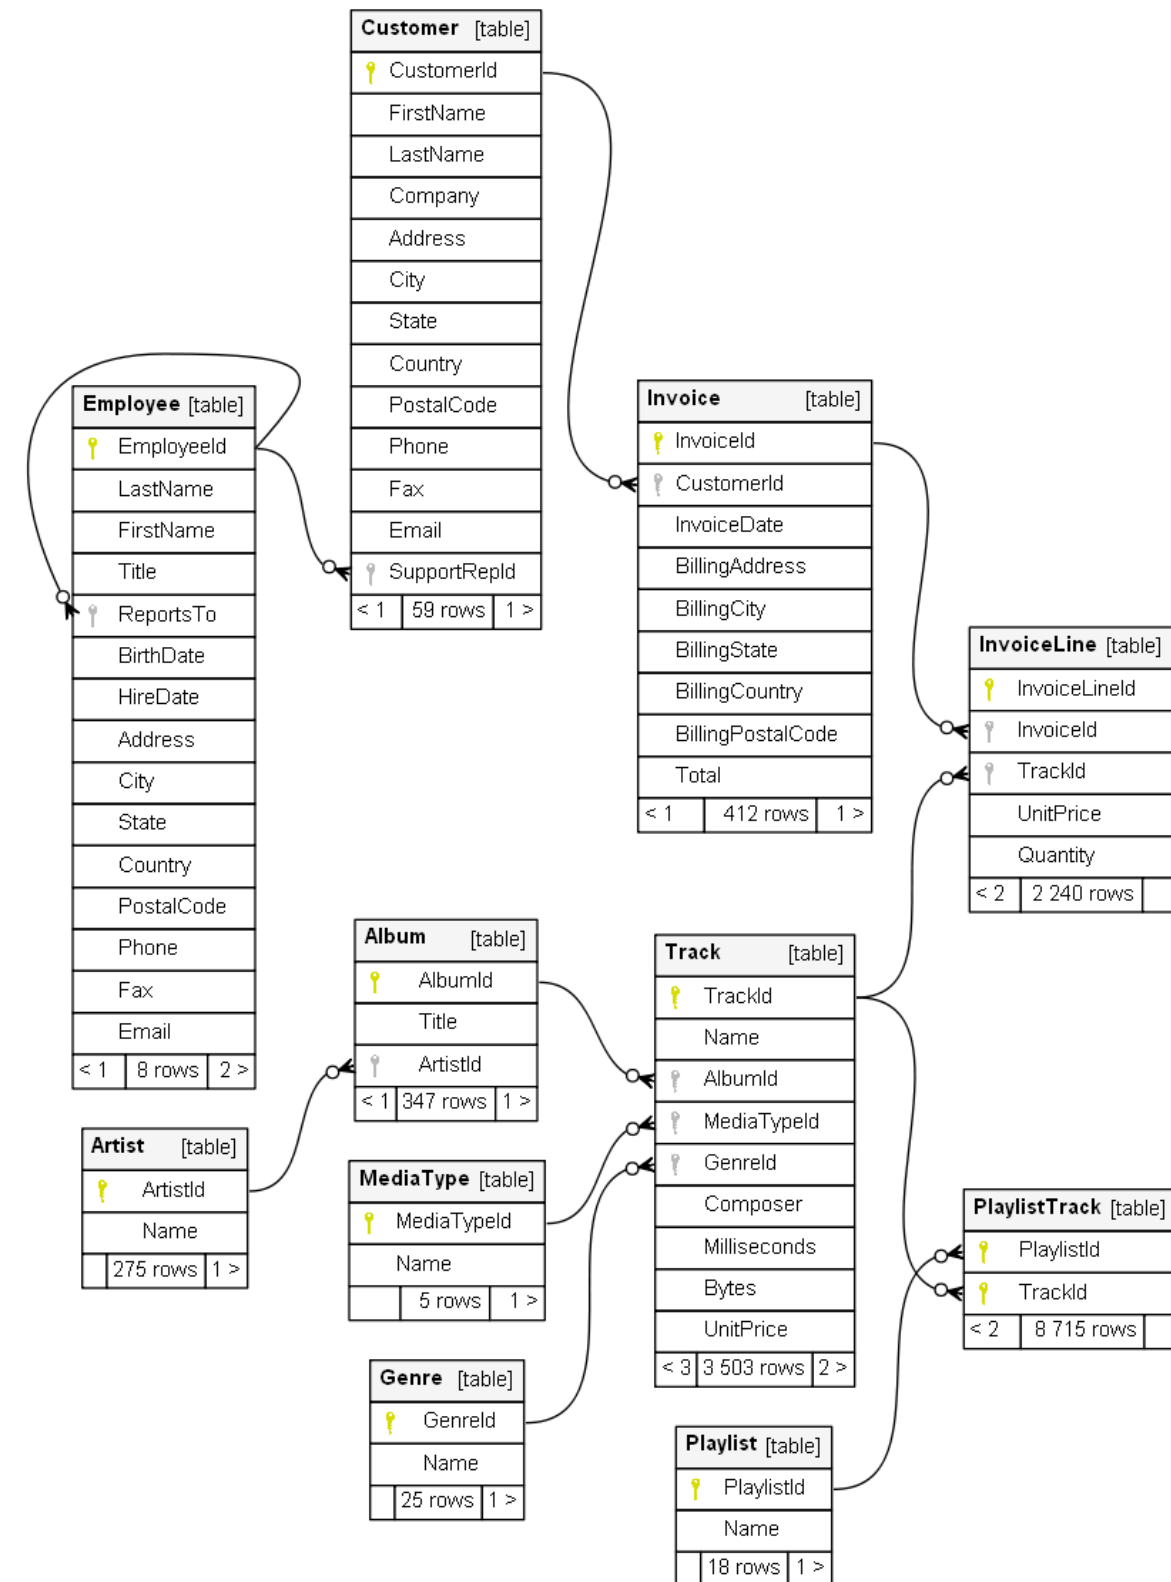 Customer [table]
CustomerId
FirstName
LastName
Company
Address
City
State
Country
PostalCode
Phone
Fax
Email
SupportRepId
< 1 59 rows 1 >
Employee [table]
EmployeeId
LastName
FirstName
Title
ReportsTo
BirthDate
HireDate
Address
City
State
Country
PostalCode
Phone
Fax
Email
< 1 8 rows 2 >
Invoice [table]
InvoiceId
CustomerId
InvoiceDate
BillingAddress
BillingCity
BillingState
BillingCountry
BillingPostalCode
Total
< 1 412 rows 1 >
InvoiceLine [table]
InvoiceLineId
InvoiceId
TrackId
UnitPrice
Quantity
< 2 2 240 rows
Album [table]
AlbumId
Title
ArtistId
< 1 347 rows 1 >
Track [table]
TrackId
Name
AlbumId
MediaTypeId
GenreId
Composer
Milliseconds
Bytes
UnitPrice
< 3 3 503 rows 2 >
Artist [table]
ArtistId
Name
275 rows 1 >
MediaType [table]
MediaTypeId
Name
5 rows 1 >
PlaylistTrack [table]
PlaylistId
TrackId
< 2 8 715 rows
Genre [table]
GenreId
Name
25 rows 1 >
Playlist [table]
PlaylistId
Name
18 rows 1 >